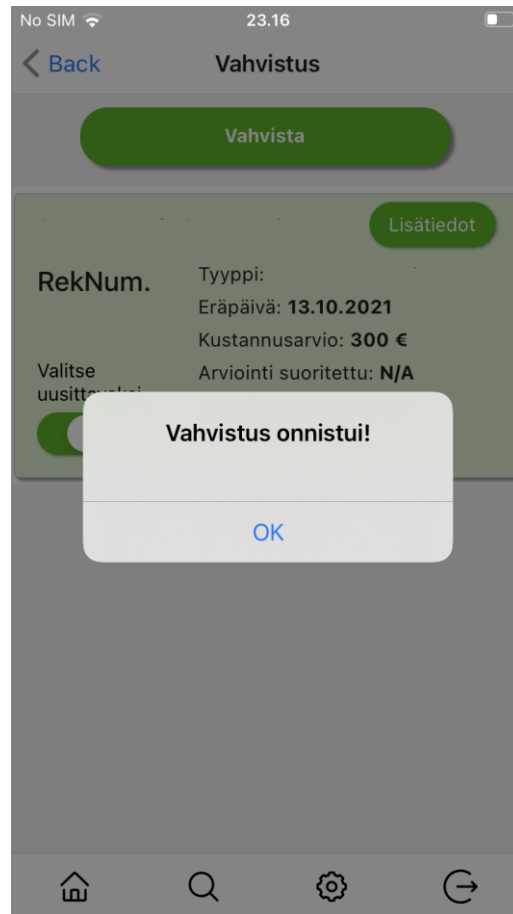 No SIM 23.16
Back Vahvistus
Vahvista
Lisätiedot
RekNum.
Tyyppi:
Eräpäivä: 13.10.2021
Kustannusarvio: 300 €
Valitse
Arviointi suoritettu: N/A
Vahvistus onnistui!
OK